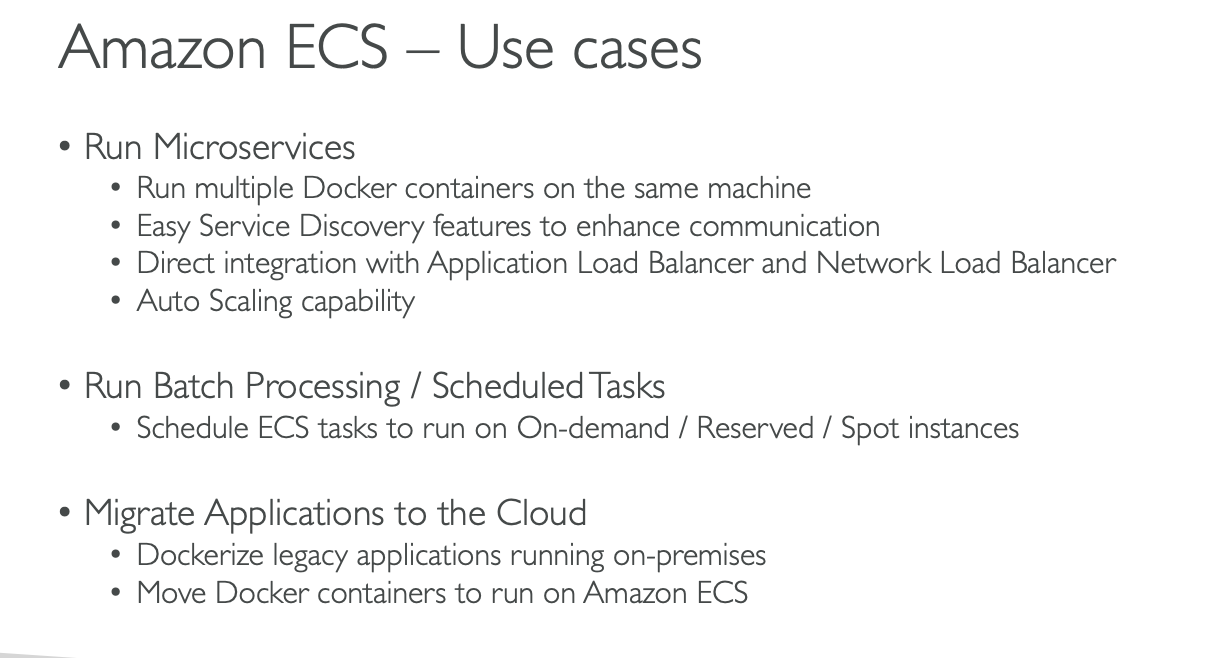 Amazon ECS – Use cases
• Run Microservices
• Run multiple Docker containers on the same machine
• Easy Service Discovery features to enhance communication
• Direct integration with Application Load Balancer and Network Load Balancer
• Auto Scaling capability
• Run Batch Processing / Scheduled Tasks
• Schedule ECS tasks to run on On-demand / Reserved / Spot instances
• Migrate Applications to the Cloud
• Dockerize legacy applications running on-premises
• Move Docker containers to run on Amazon ECS